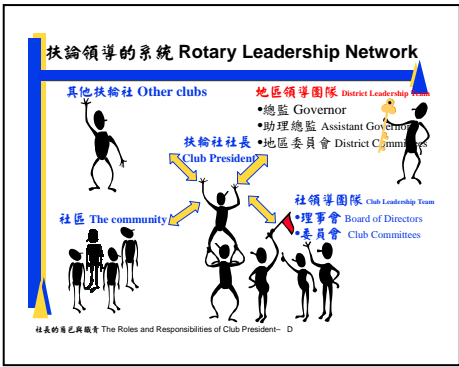 扶論領導的系統 Rotary Leadership Network
其他扶輪社 Other clubs
地區領導團隊 District Leadership Team
•總監 Governor
•助理總監 Assistant Governor
•地區委員會 District Committees
扶輪社社長
Club President
社區 The community
社領導團隊 Club Leadership Team
•理事會 Board of Directors
•委員會 Club Committees
社長的角色與職責 The Roles and Responsibilities of Club President– D